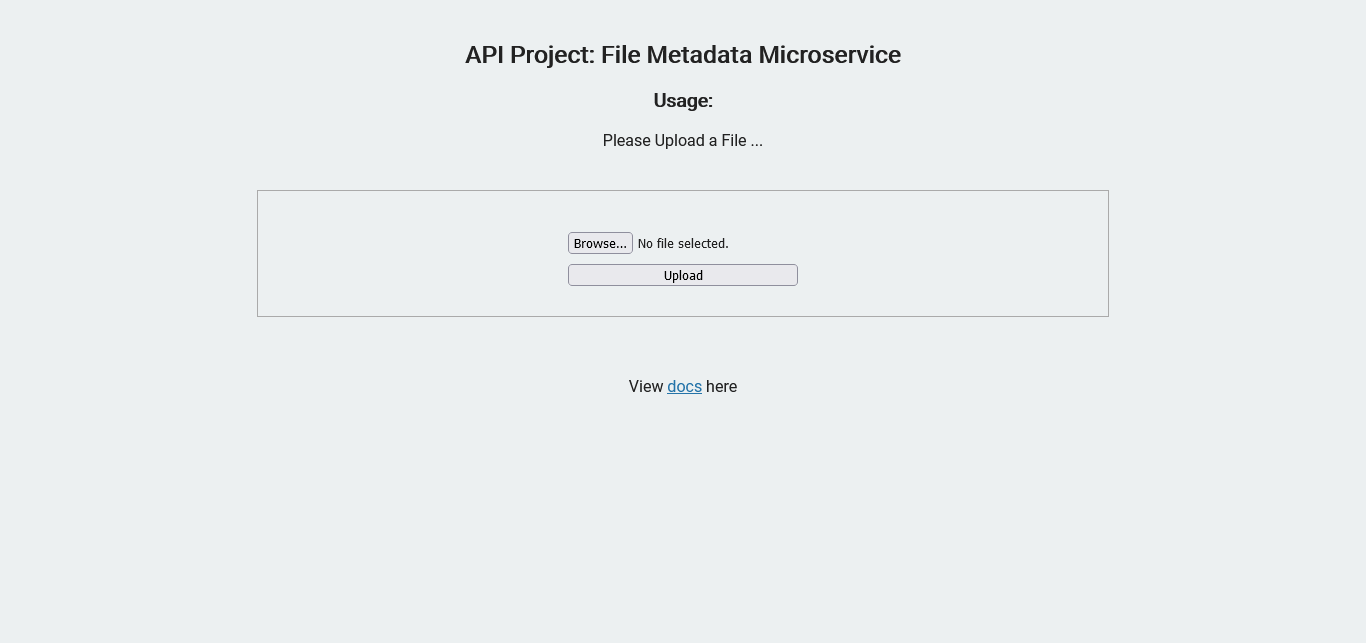 API Project: File Metadata Microservice
Usage:
Please Upload a File ...
Browse... No file selected.
Upload
View docs here